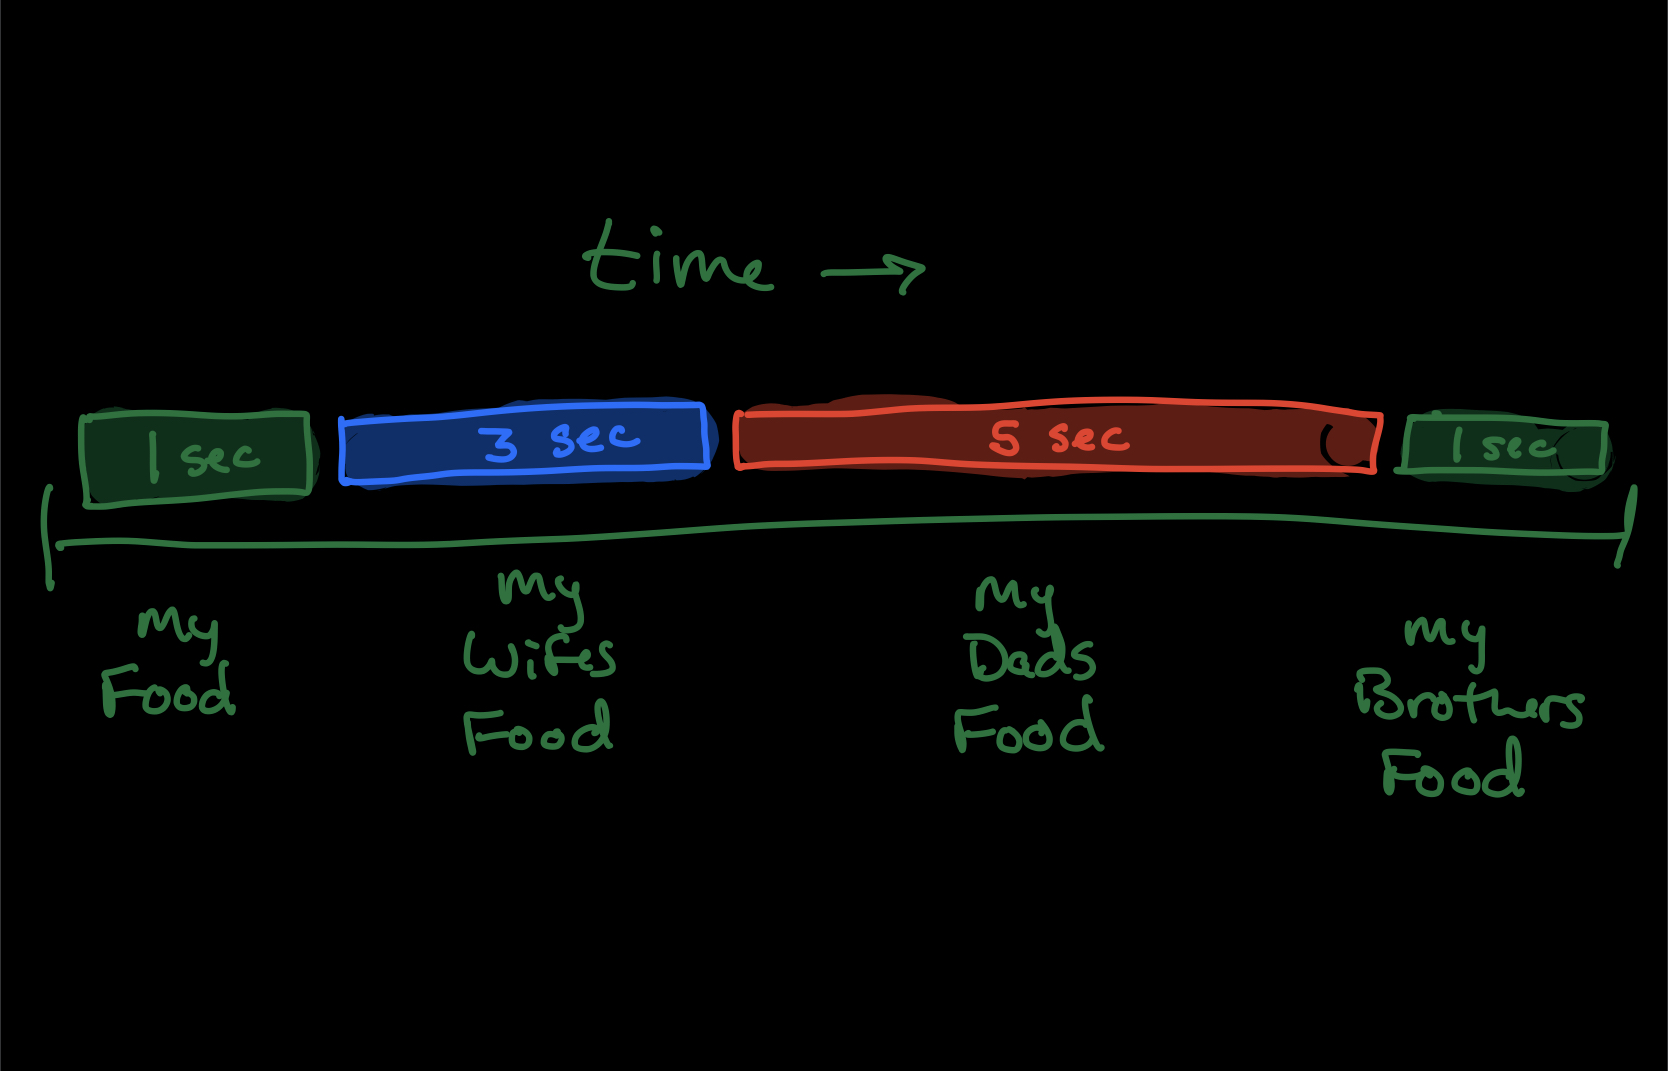 time →
1 sec
3 sec
5 sec
1 sec
my
Food
my
Wifes
Food
my
Dads
Food
my
Brothers
Food